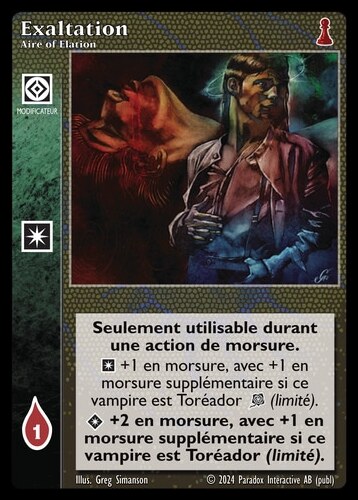 Exaltation
Aire of Elation
MODIFICATEUR
Seulement utilisable durant
une action de morsure.
+1 en morsure, avec +1 en
morsure supplémentaire si ce
vampire est Toréador (limité).
+2 en morsure, avec +1 en
morsure supplémentaire si ce
vampire est Toréador (limité).
1
Illus. Greg Simanson © 2024 Paradox Interactive AB (publ)